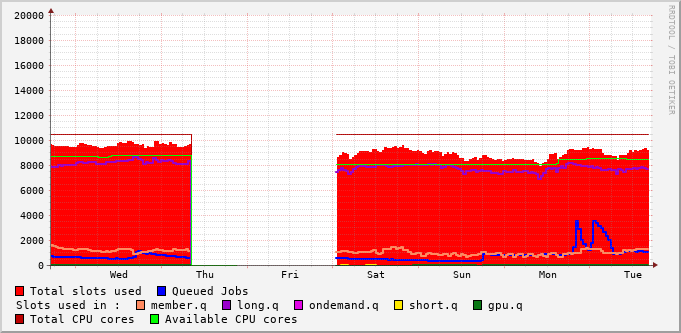 20000
18000
16000
14000
12000
10000
8000
6000
4000
2000
0
Wed Thu Fri Sat Sun Mon Tue
Total slots used Queued Jobs
Slots used in : member.q long.q ondemand.q short.q gpu.q
Total CPU cores Available CPU cores
RRDTOOL / TOBI OETIKER